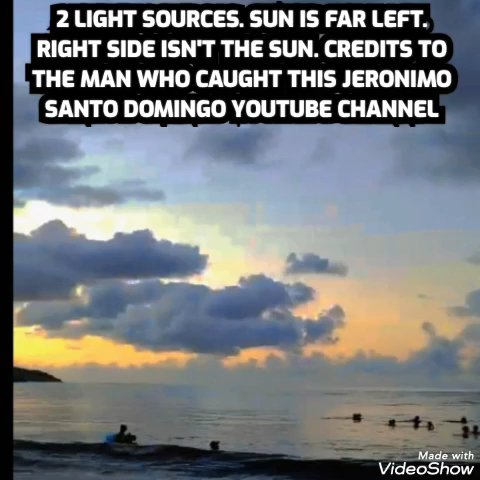 2 LIGHT SOURCES. SUN IS FAR LEFT.
RIGHT SIDE ISN'T THE SUN. CREDITS TO
THE MAN WHO CAUGHT THIS JERONIMO
SANTO DOMINGO YOUTUBE CHANNEL
Made with
VideoShow